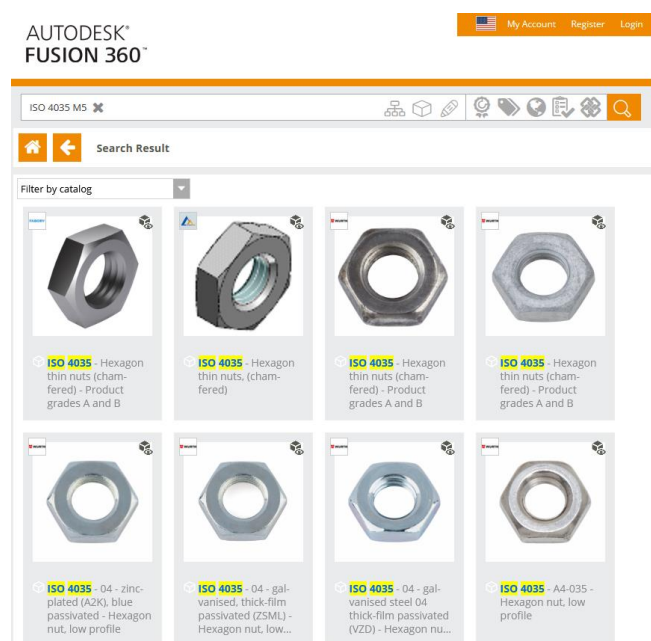 AUTODESK®
FUSION 360™
My Account Register Login
ISO 4035 M5
Search Result
Filter by catalog
ISO 4035 - Hexagon
thin nuts (cham-
fered) - Product
grades A and B
ISO 4035 - Hexagon
thin nuts, (cham-
fered)
ISO 4035 - Hexagon
thin nuts (cham-
fered) - Product
grades A and B
ISO 4035 - Hexagon
thin nuts (cham-
fered) - Product
grades A and B
ISO 4035 - 04 - zinc-
plated (A2K), blue
passivated - Hexagon
nut, low profile
ISO 4035 - 04 - gal-
vanised, thick-film
passivated (ZSML) -
Hexagon nut, low...
ISO 4035 - 04 - gal-
vanised steel 04
thick-film passivated
(VZD) - Hexagon nu...
ISO 4035 - A4-035 -
Hexagon nut, low
profile